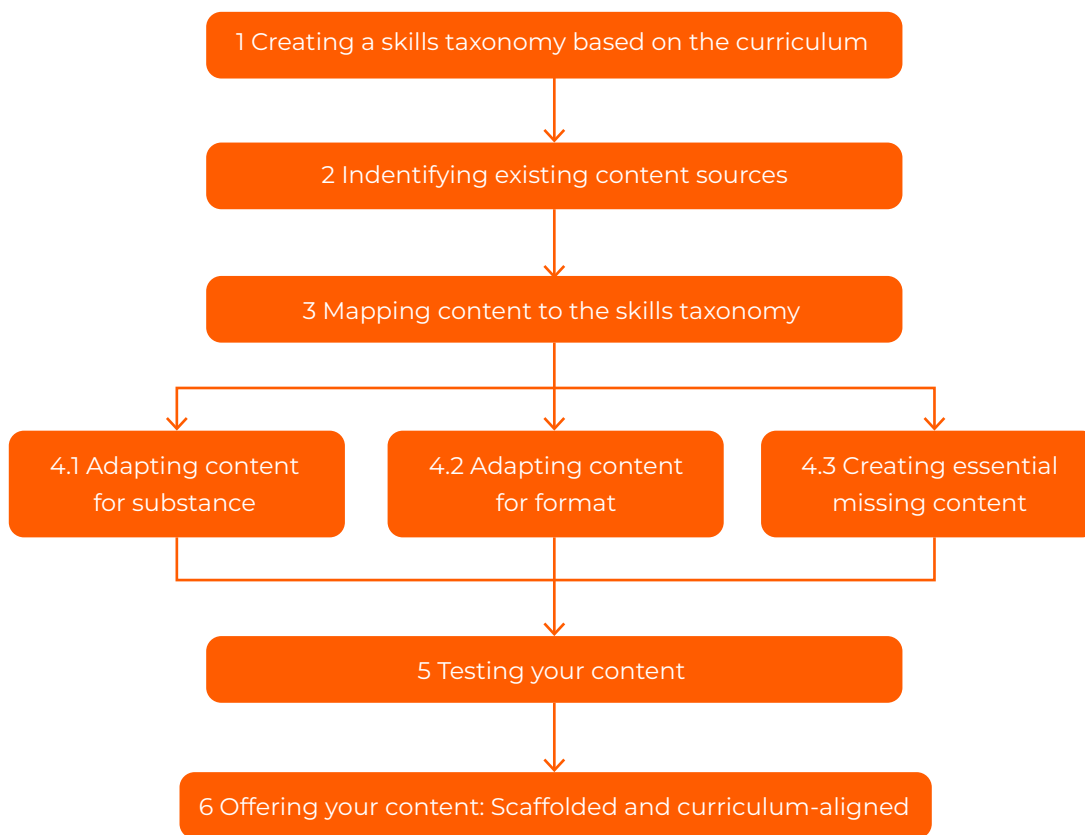 1 Creating a skills taxonomy based on the curriculum
2 Indentifying existing content sources
3 Mapping content to the skills taxonomy
4.1 Adapting content
for substance
4.2 Adapting content
for format
4.3 Creating essential
missing content
5 Testing your content
6 Offering your content: Scaffolded and curriculum-aligned